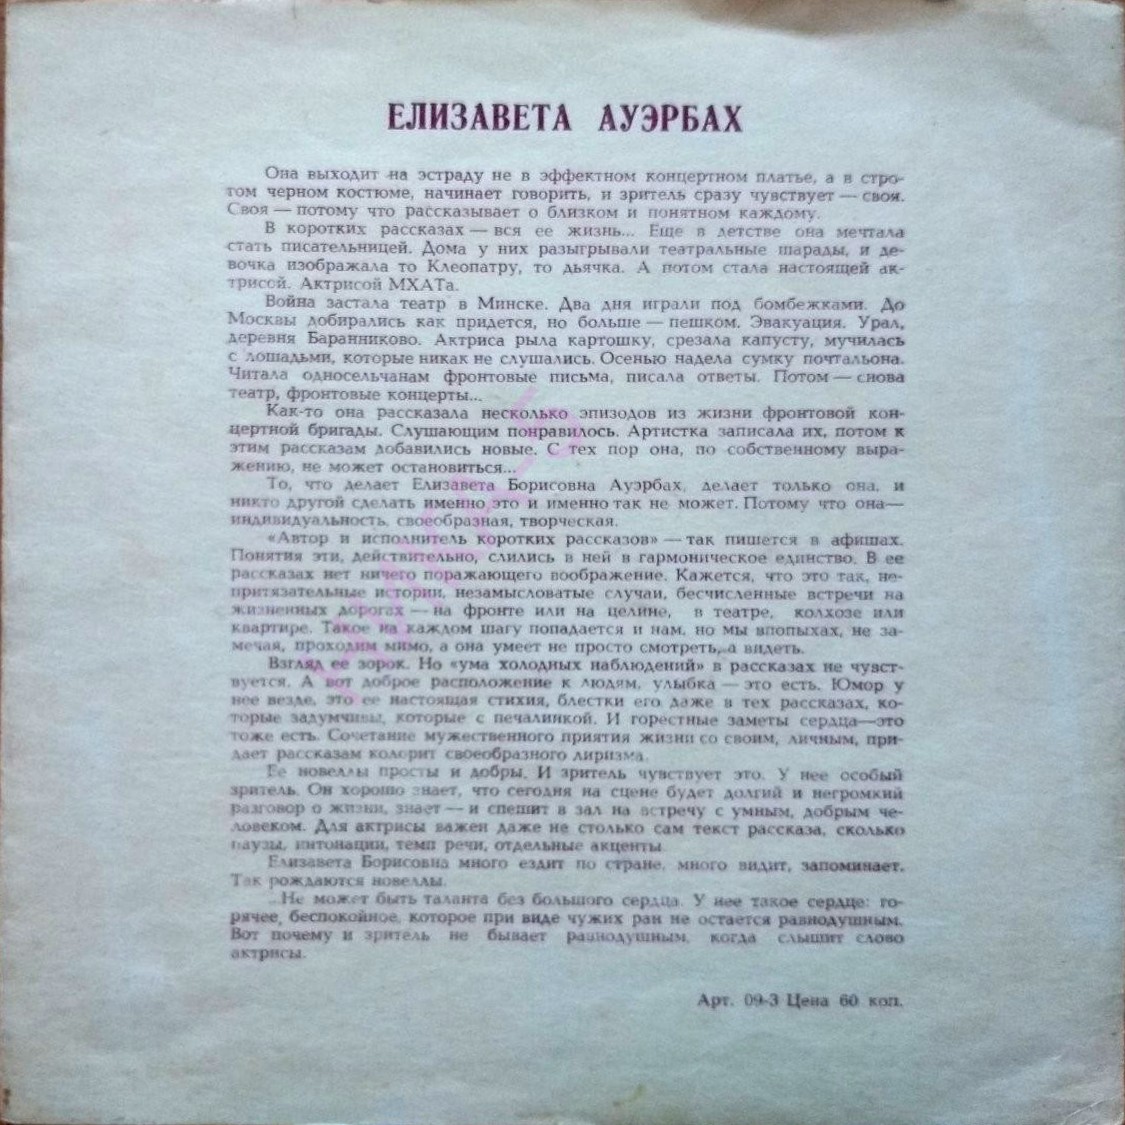 ЕЛИЗАВЕТА АУЭРБАХ
Она выходит на эстраду не в эффектном концертном платье, а в стро-
гом черном костюме, начинает говорить, и зритель сразу чувствует — своя.
Своя — потому что рассказывает о близком и понятном каждому.
В коротких рассказах — вся ее жизнь... Еще в детстве она мечтала
стать писательницей. Дома у них разыгрывали театральные шарады, и де-
вочка изображала то Клеопатру, то дьячка. А потом стала настоящей ак-
трисой. Актрисой МХАТа.
Война застала театр в Минске. Два дня играли под бомбежками. До
Москвы добирались как придется, но больше — пешком. Эвакуация. Урал,
деревня Баранниково. Актриса рыла картошку, срезала капусту, мучилась
с лошадьми, которые никак не слушались. Осенью надела сумку почтальона.
Читала односельчанам фронтовые письма, писала ответы. Потом — снова
театр, фронтовые концерты...
Как-то она рассказала несколько эпизодов из жизни фронтовой кон-
цертной бригады. Слушающим понравилось. Артистка записала их, потом к
этим рассказам добавились новые. С тех пор она, по собственному выра-
жению, не может остановиться...
То, что делает Елизавета Борисовна Ауэрбах, делает только она, и
никто другой сделать именно это и именно так не может. Потому что она—
индивидуальность, своеобразная, творческая.
«Автор и исполнитель коротких рассказов» — так пишется в афишах.
Понятия эти, действительно, слились в ней в гармоническое единство. В ее
рассказах нет ничего поражающего воображение. Кажется, что это так, не-
притязательные истории, незамысловатые случаи, бесчисленные встречи на
жизненных дорогах — на фронте или на целине, в театре, колхозе или
квартире. Такое на каждом шагу попадается и нам, но мы впопыхах, не за-
мечая, проходим мимо, а она умеет не просто смотреть, а видеть.
Взгляд ее зорок. Но «ума холодных наблюдений» в рассказах не чувст-
вуется. А вот доброе расположение к людям, улыбка — это есть. Юмор у
нее везде, это ее настоящая стихия, блестки его даже в тех рассказах, ко-
торые задумчивы, которые с печалинкой. И горестные заметы сердца—это
тоже есть. Сочетание мужественного приятия жизни со своим, личным, при-
дает рассказам колорит своеобразного лиризма.
Ее новеллы просты и добры. И зритель чувствует это. У нее особый
зритель. Он хорошо знает, что сегодня на сцене будет долгий и негромкий
разговор о жизни, знает — и спешит в зал на встречу с умным, добрым че-
ловеком. Для актрисы важен даже не столько сам текст рассказа, сколько
паузы, интонации, темп речи, отдельные акценты.
Елизавета Борисовна много ездит по стране, много видит, запоминает.
Так рождаются новеллы.
...Не может быть таланта без большого сердца. У нее такое сердце: го-
рячее, беспокойное, которое при виде чужих ран не остается равнодушным.
Вот почему и зритель не бывает равнодушным, когда слышит слово
актрисы.
Арт. 09-3 Цена 60 коп.